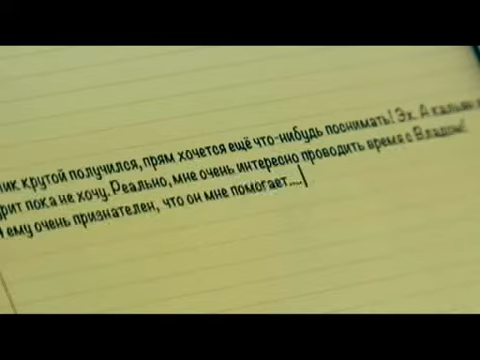 ик крутой получился, прям хочется ещё что-нибудь поснимать! Эх. А кальян
рит пока не хочу. Реально, мне очень интересно проводить время с Владом!
ему очень признателен, что он мне помогает....